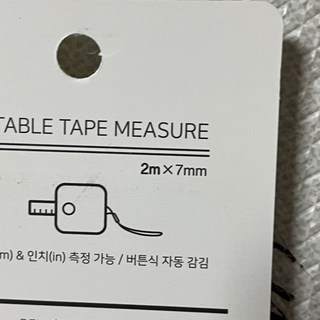 TABLE TAPE MEASURE
2m×7mm
m) & 인치(in) 측정 가능 / 버튼식 자동 감김